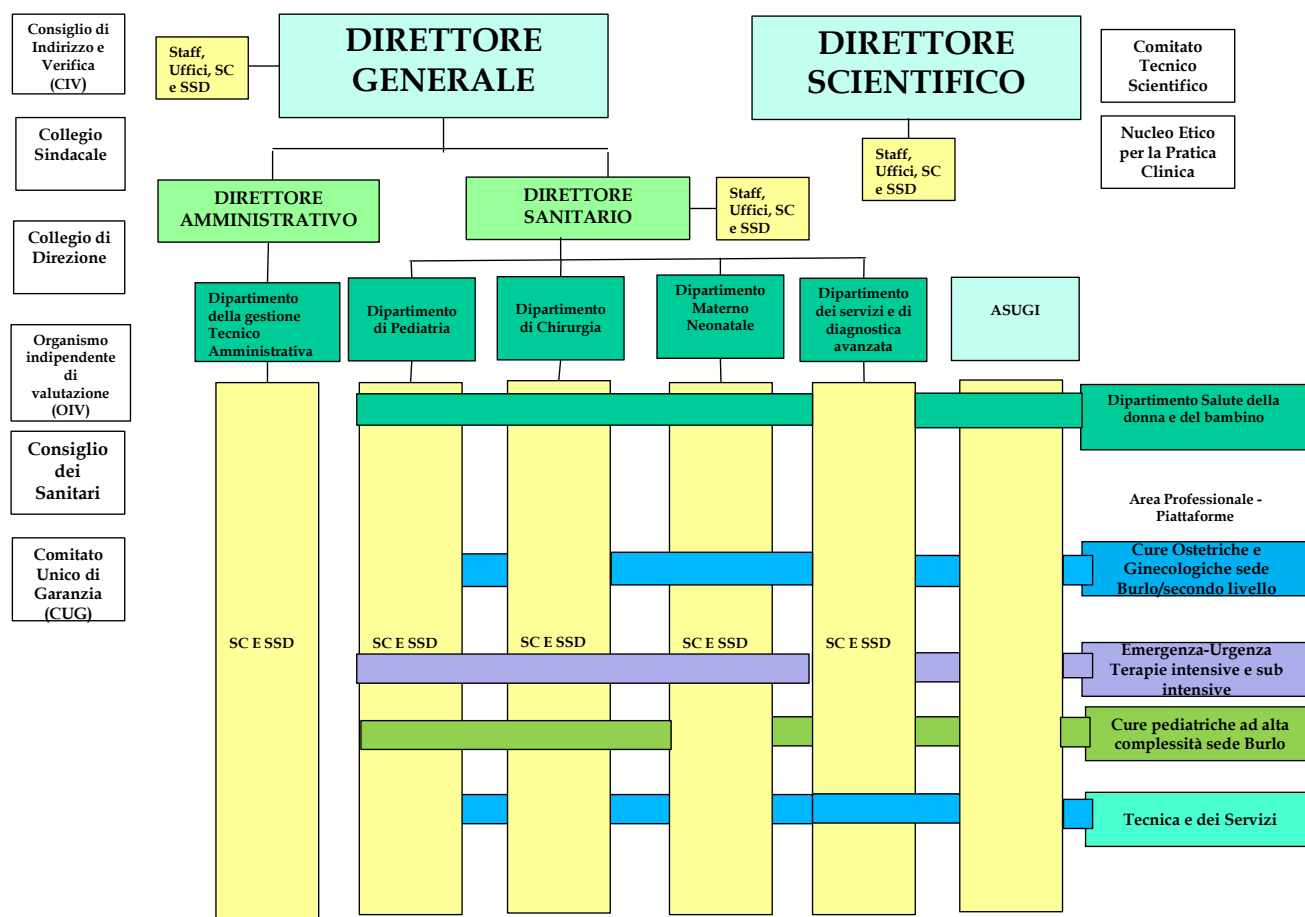 Consiglio di
Indirizzo e
Verifica
(CIV)
Staff,
Uffici, SC
e SSD
DIRETTORE
GENERALE
DIRETTORE
SCIENTIFICO
Comitato
Tecnico
Scientifico
Collegio
Sindacale
Staff,
Uffici, SC
e SSD
Nucleo Etico
per la Pratica
Clinica
DIRETTORE
AMMINISTRATIVO
DIRETTORE
SANITARIO
Staff,
Uffici, SC
e SSD
Collegio di
Direzione
Dipartimento
della gestione
Tecnico
Amministrativa
Dipartimento
di Pediatria
Dipartimento
di Chirurgia
Dipartimento
Materno
Neonatale
Dipartimento
dei servizi e di
diagnostica
avanzata
ASUGI
Organismo
indipendente
di
valutazione
(OIV)
Dipartimento Salute della
donna e del bambino
Consiglio
dei
Sanitari
Area Professionale -
Piattaforme
Comitato
Unico di
Garanzia
(CUG)
Cure Ostetriche e
Ginecologiche sede
Burlo/secondo livello
SC E SSD
SC E SSD
SC E SSD
SC E SSD
SC E SSD
Emergenza-Urgenza
Terapie intensive e sub
intensive
Cure pediatriche ad alta
complessità sede Burlo
Tecnica e dei Servizi